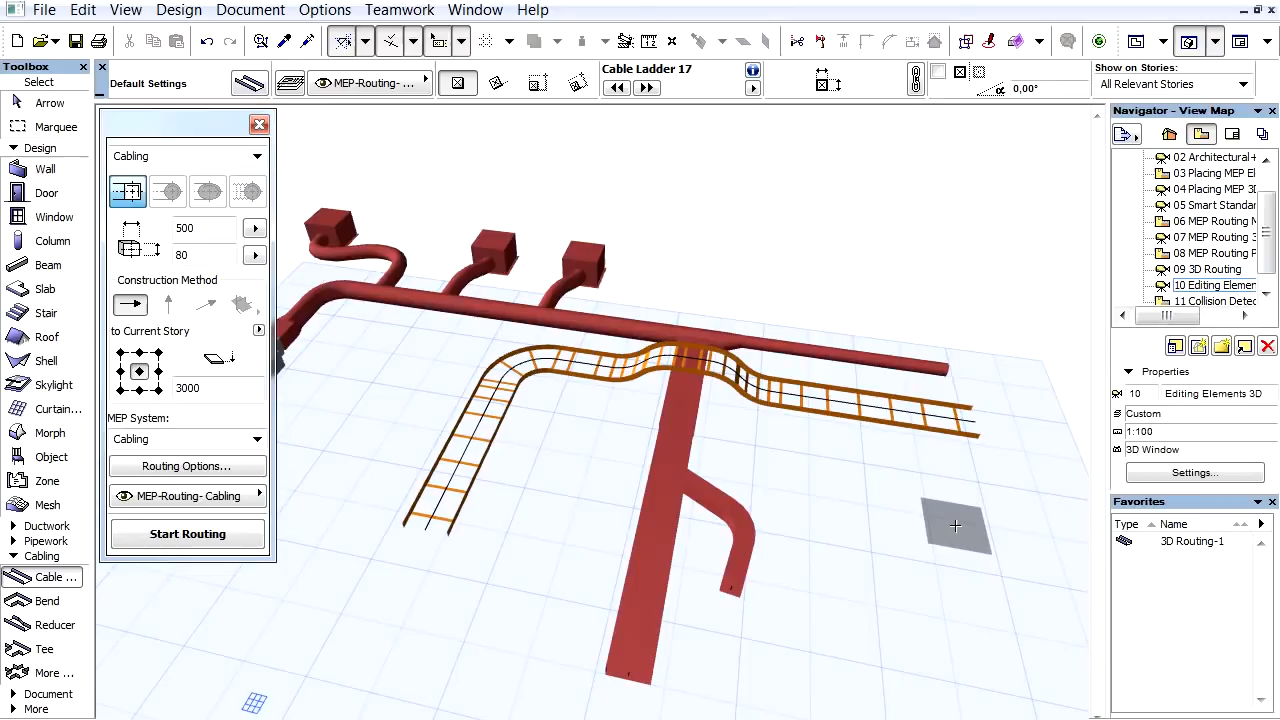 File Edit View Design Document Options Teamwork Window Help
Toolbox
Select
Arrow
Marquee
Design
Wall
Door
Window
Column
Beam
Slab
Stair
Roof
Shell
Skylight
Curtain...
Morph
Object
Zone
Mesh
Ductwork
Pipework
Cabling
Cable ...
Bend
Reducer
Tee
More ...
Document
More
Default Settings
MEP-Routing- ...
Cable Ladder 17
0,00°
Show on Stories:
All Relevant Stories
Cabling
500
80
Construction Method
to Current Story
3000
MEP System:
Cabling
Routing Options...
MEP-Routing- Cabling
Start Routing
Navigator - View Map
02 Architectural+
03 Placing MEP El
04 Placing MEP 3D
05 Smart Standar
06 MEP Routing
07 MEP Routing
08 MEP Routing
09 3D Routing
10 Editing Elemen
11 Collision Detec
Properties
10 Editing Elements 3D
Custom
1:100
3D Window
Settings...
Favorites
Type Name
3D Routing-1